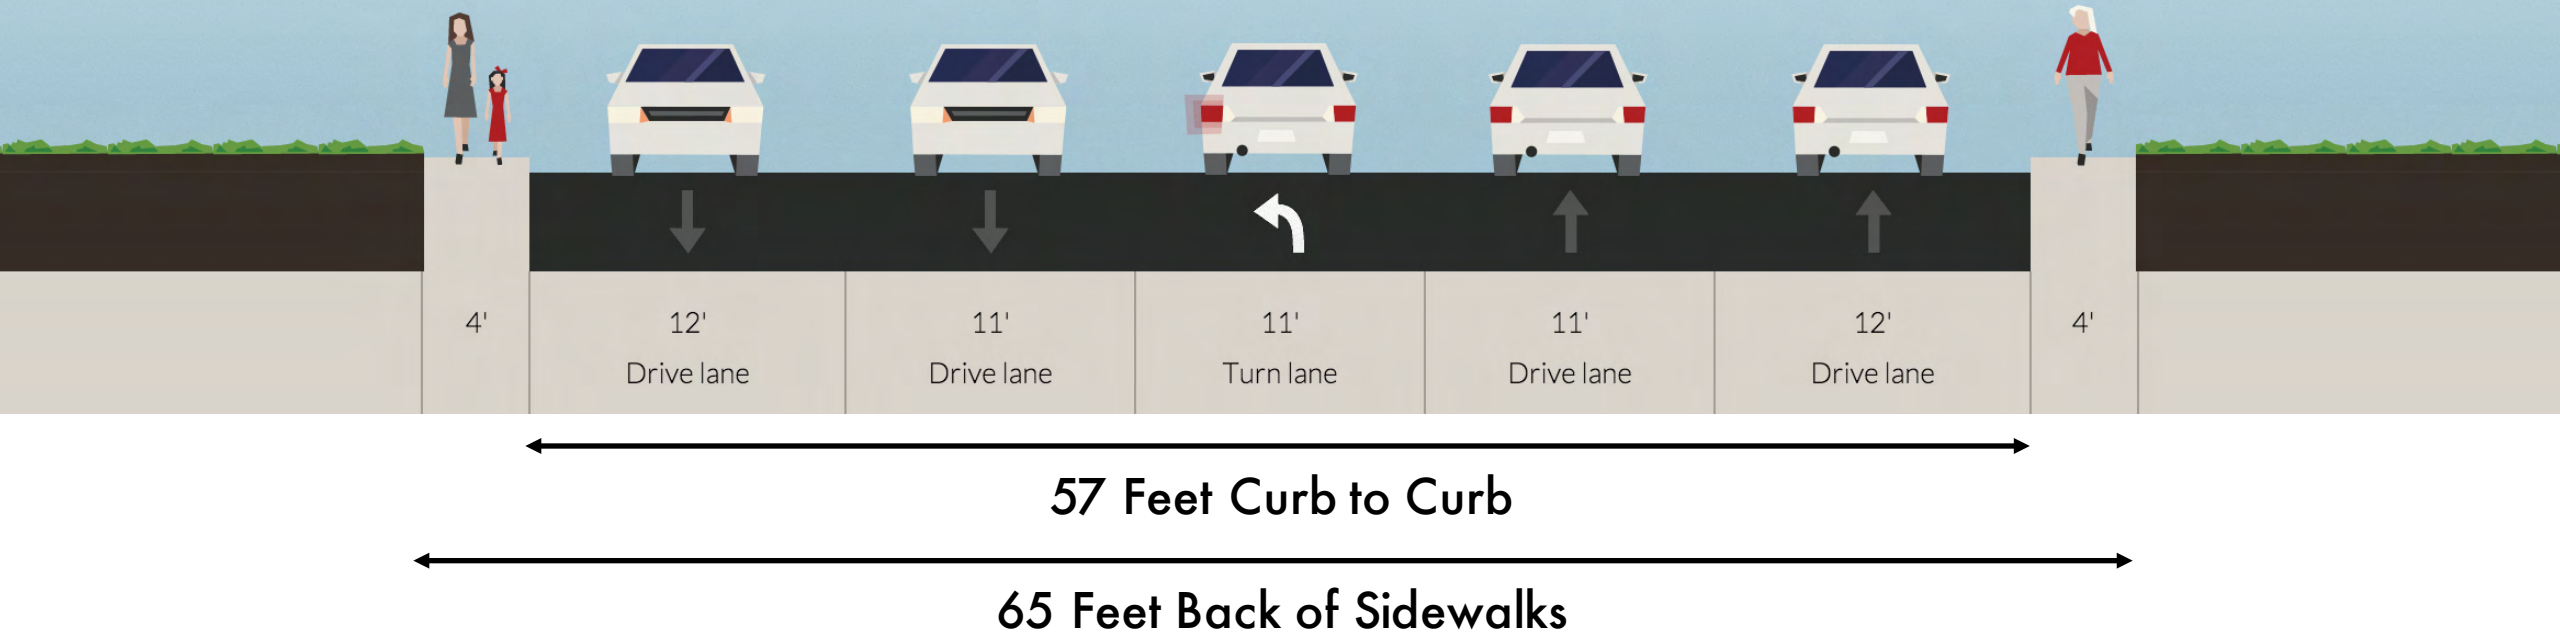 4' 12' 11' 11' 11' 12' 4'
Drive lane Drive lane Turn lane Drive lane Drive lane
57 Feet Curb to Curb
65 Feet Back of Sidewalks